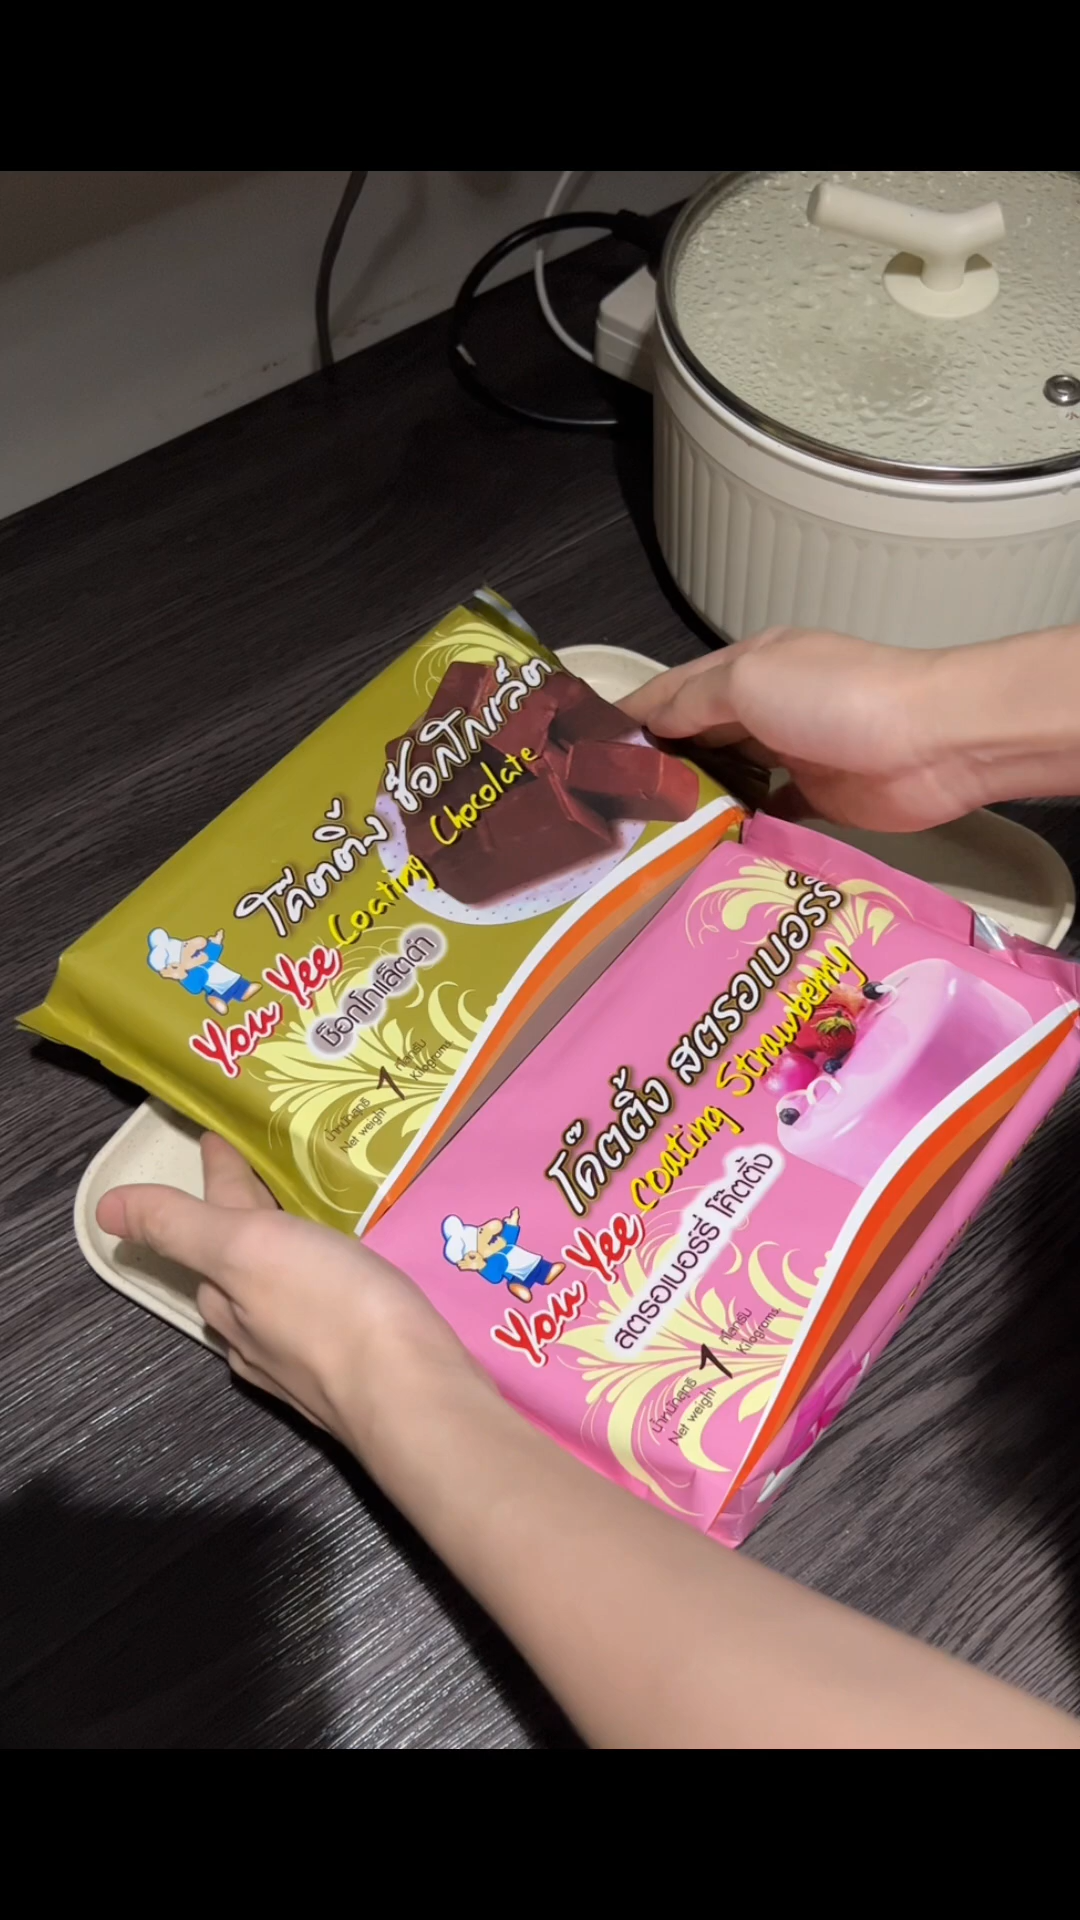 โค๊ตติ้ง ช็อกโกแล็ต
You Yee Coating Chocolate
ช็อกโกแล็ตดำ
น้ำหนักสุทธิ 1 กิโลกรัม
Net weight Kilograms
โค๊ตติ้ง สตรอเบอร์รี่
You Yee Coating Strawberry
สตรอเบอร์รี่ โค๊ตติ้ง
น้ำหนักสุทธิ 1 กิโลกรัม
Net weight Kilograms
小